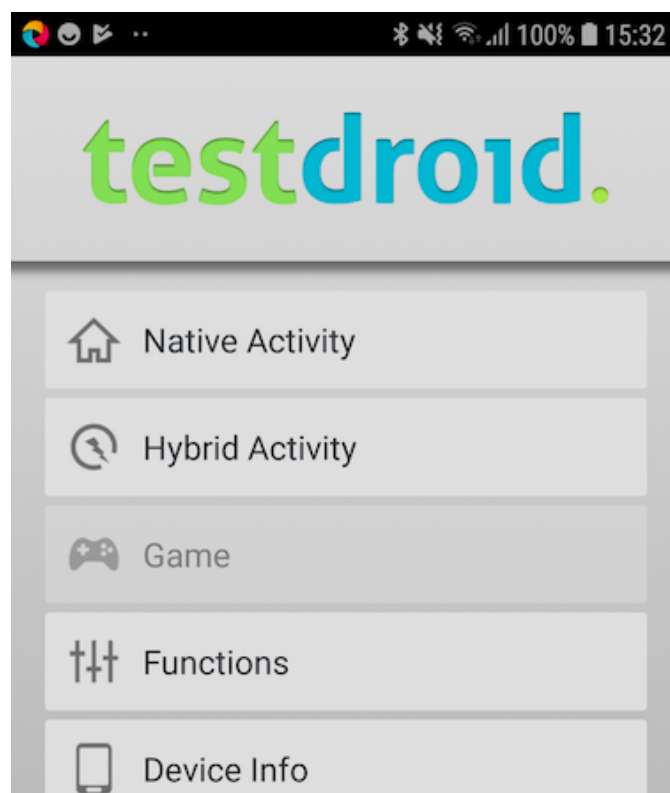 100% 15:32
testdroid.
Native Activity
Hybrid Activity
Game
Functions
Device Info